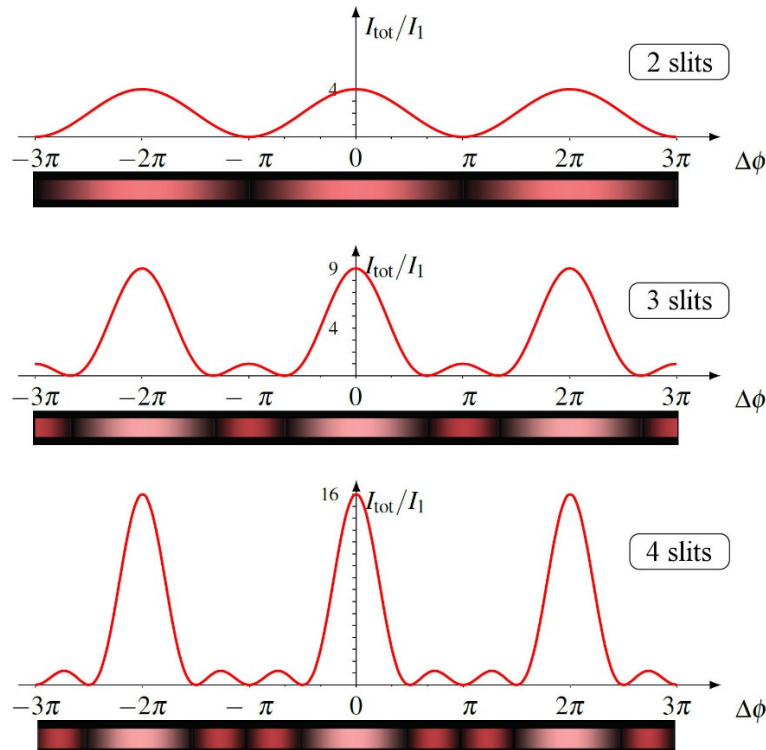 I_tot/I_1
2 slits
4
−3π −2π − π 0 π 2π 3π Δϕ
I_tot/I_1
9
3 slits
4
−3π −2π − π 0 π 2π 3π Δϕ
16 I_tot/I_1
4 slits
−3π −2π − π 0 π 2π 3π Δϕ